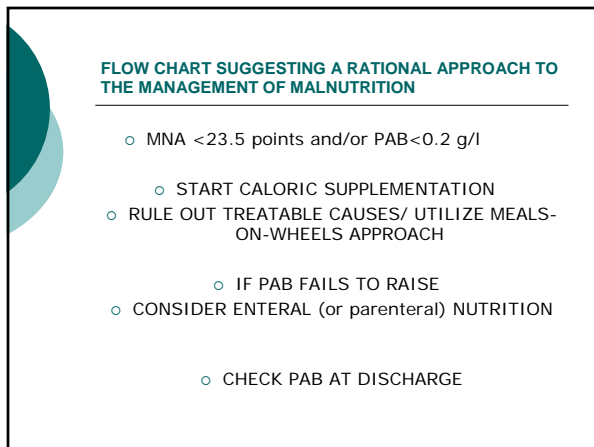 FLOW CHART SUGGESTING A RATIONAL APPROACH TO
THE MANAGEMENT OF MALNUTRITION
○ MNA <23.5 points and/or PAB<0.2 g/l
○ START CALORIC SUPPLEMENTATION
○ RULE OUT TREATABLE CAUSES/ UTILIZE MEALS-
ON-WHEELS APPROACH
○ IF PAB FAILS TO RAISE
○ CONSIDER ENTERAL (or parenteral) NUTRITION
○ CHECK PAB AT DISCHARGE